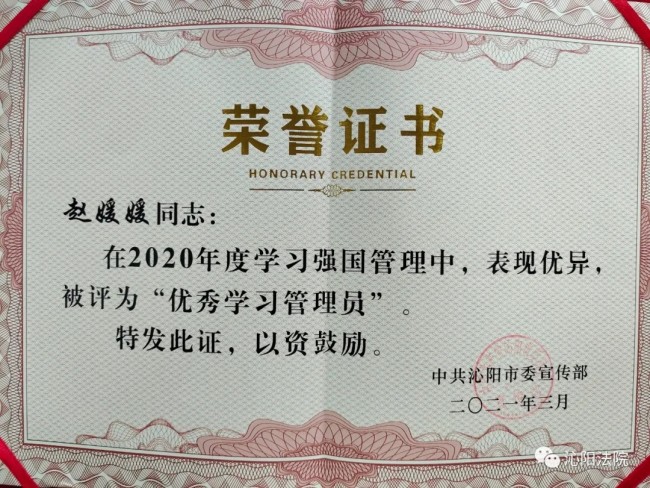 荣誉证书
HONORARY CREDENTIAL
赵媛媛同志：
在2020年度学习强国管理中，表现优异，
被评为“优秀学习管理员”。
特发此证，以资鼓励。
中共沁阳市委宣传部
二〇二一年三月
沁阳法院